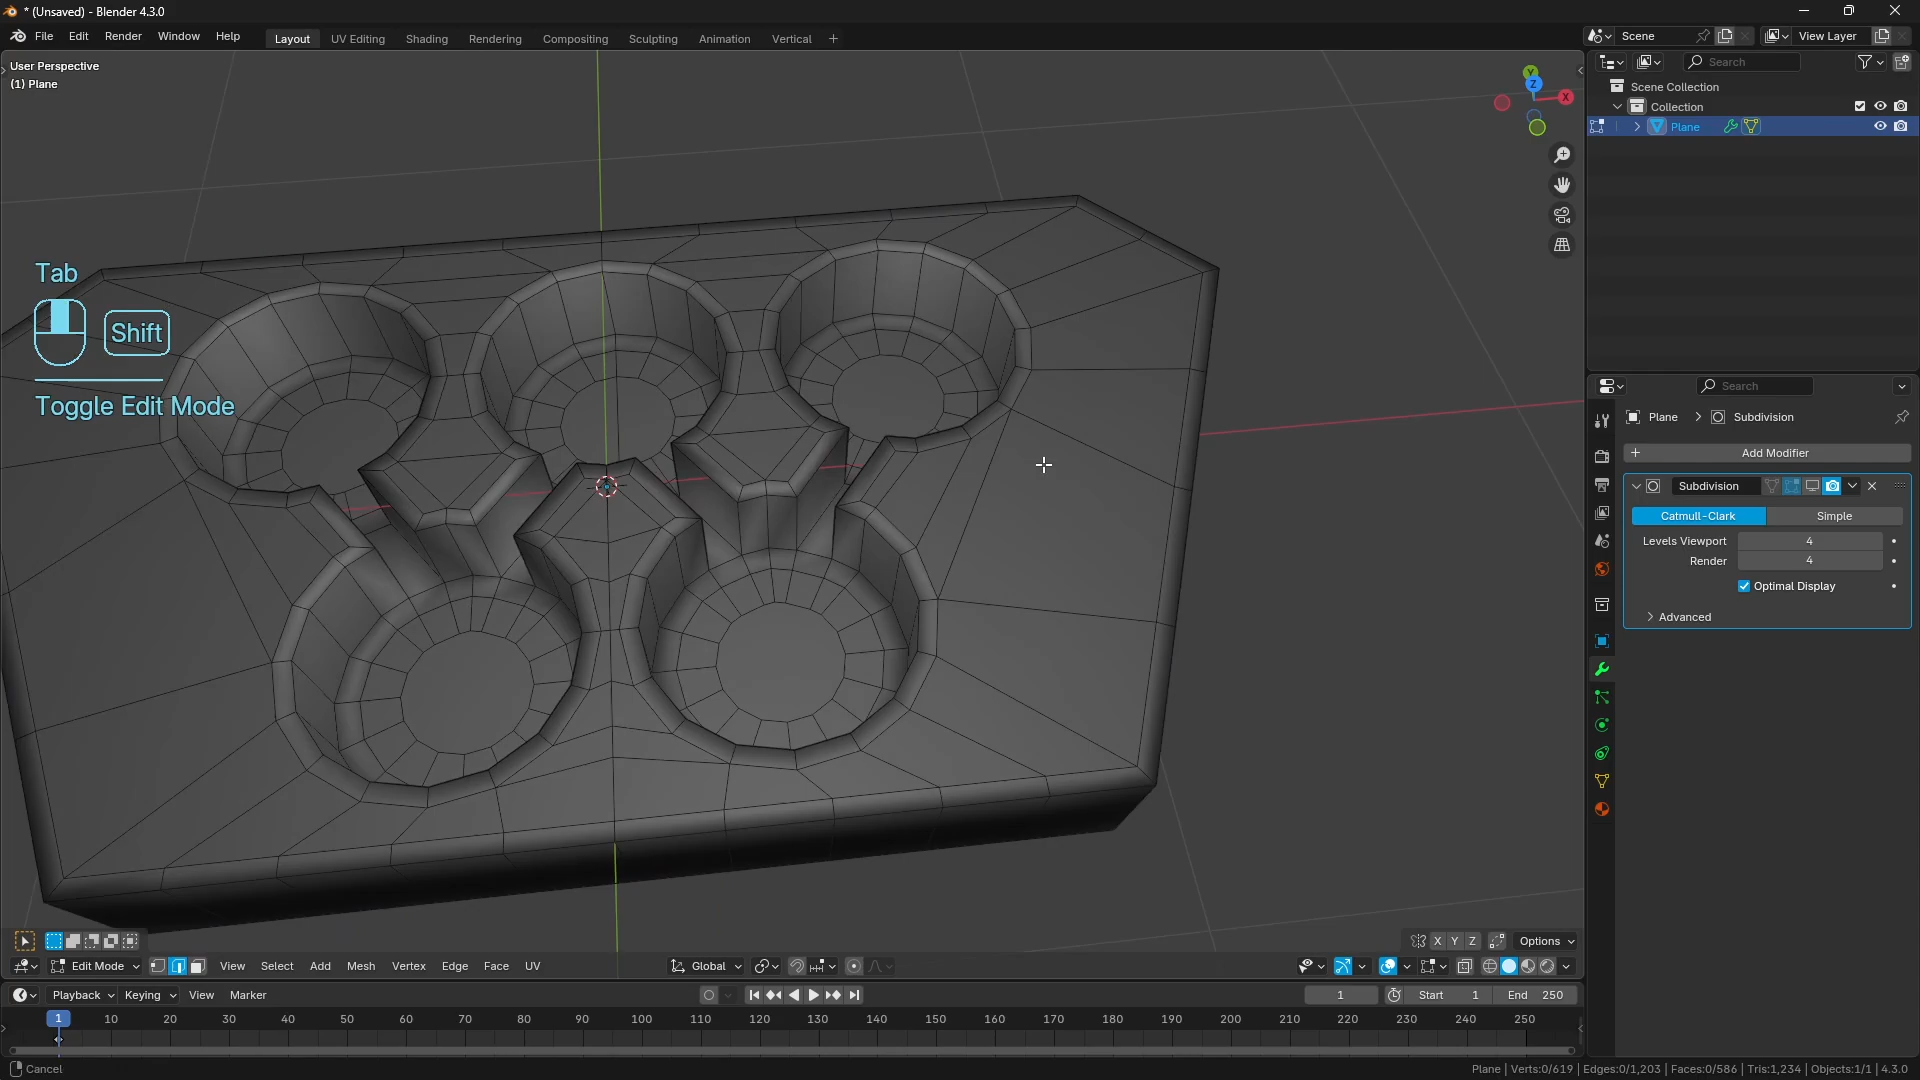 * (Unsaved) - Blender 4.3.0
File Edit Render Window Help
Layout UV Editing Shading Rendering Compositing Sculpting Animation Vertical
Scene
View Layer
User Perspective
(1) Plane
Y
Z
X
Tab
Shift
Toggle Edit Mode
Search
Scene Collection
Collection
Plane
Search
Plane > Subdivision
+ Add Modifier
Subdivision
Catmull-Clark Simple
Levels Viewport 4
Render 4
Optimal Display
Advanced
X Y Z Options
Edit Mode View Select Add Mesh Vertex Edge Face UV
Global
Playback Keying View Marker
1 Start 1 End 250
1 10 20 30 40 50 60 70 80 90 100 110 120 130 140 150 160 170 180 190 200 210 220 230 240 250
Cancel
Plane | Verts:0/619 | Edges:0/1,203 | Faces:0/586 | Tris:1,234 | Objects:1/1 | 4.3.0